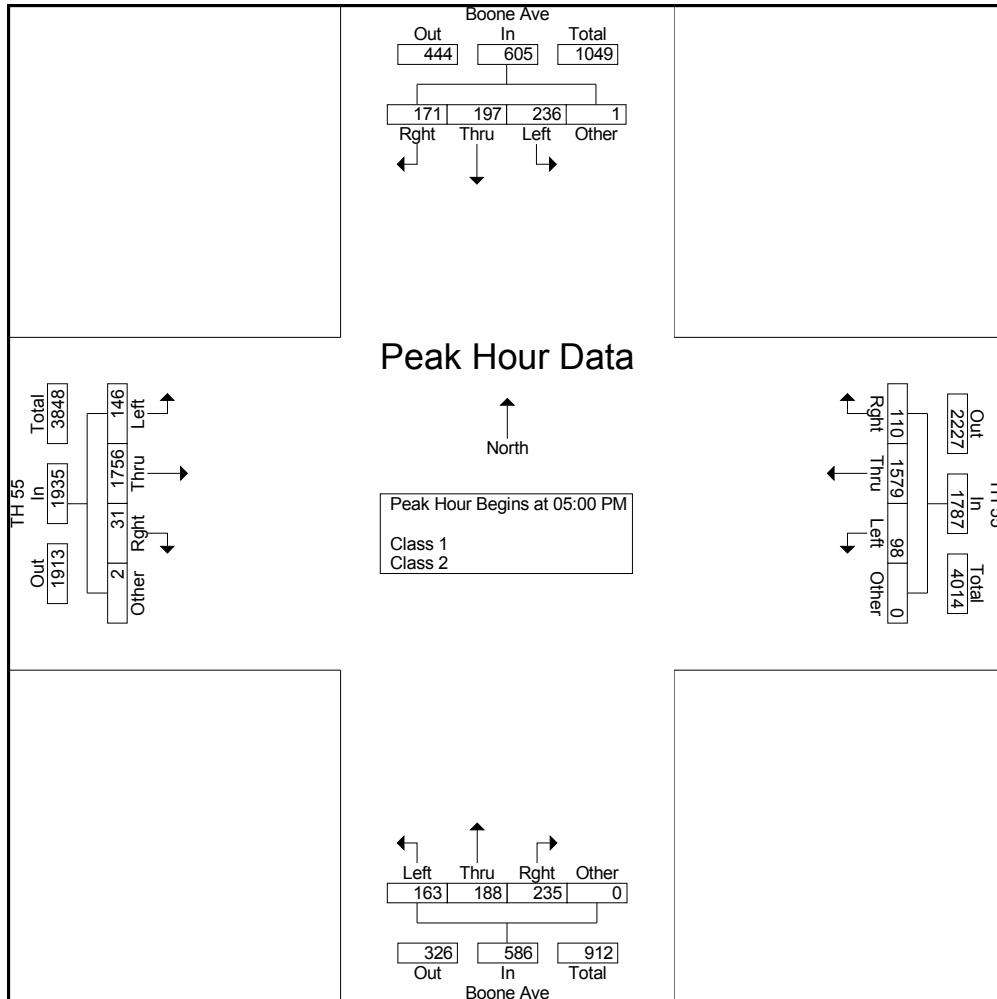 Boone Ave
Out In Total
444 605 1049
171 197 236 1
Rght Thru Left Other
Peak Hour Data
North
Peak Hour Begins at 05:00 PM
Class 1
Class 2
TH 55
Total In Out
3848 1935 1913
146 1756 31 2
Left Thru Rght Other
Out In Total
2227 1787 4014
110 1579 98 0
Rght Thru Left Other
Left Thru Rght Other
163 188 235 0
326 586 912
Out In Total
Boone Ave